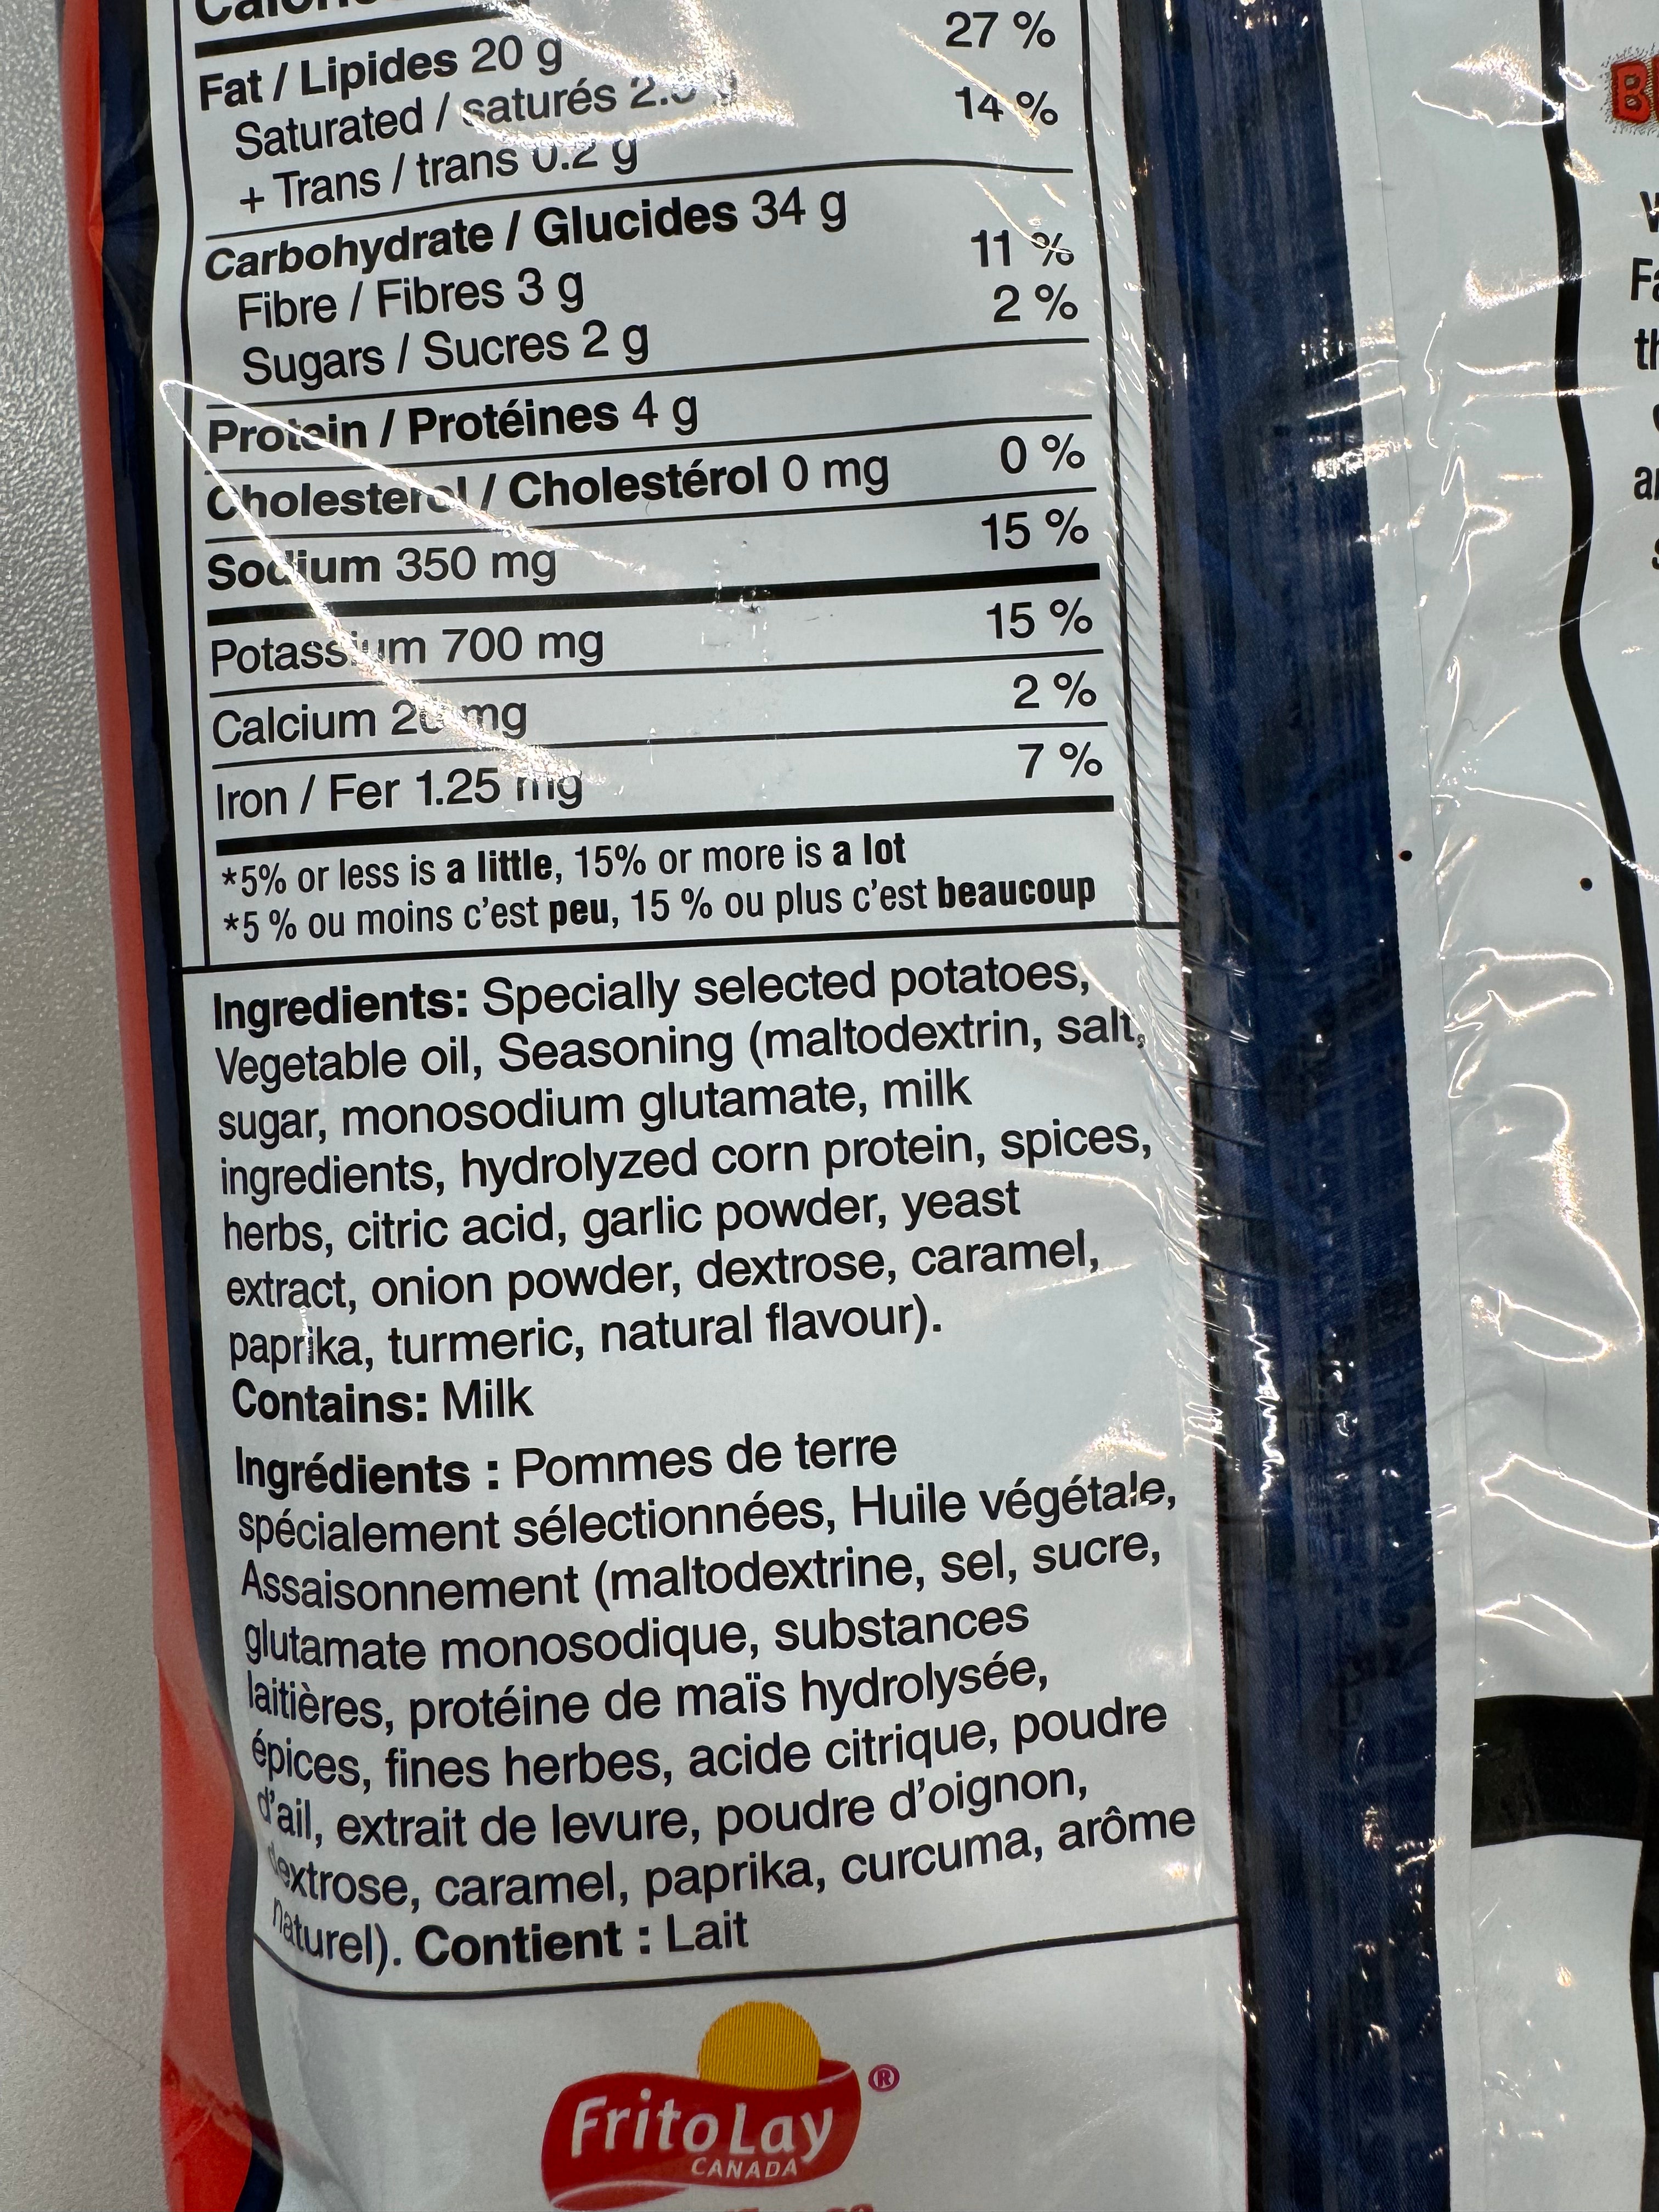 27 %
Fat / Lipides 20 g
Saturated / saturés
14 %
+ Trans / trans 0.2 g
Carbohydrate / Glucides 34 g
Fibre / Fibres 3 g 11 %
Sugars / Sucres 2 g 2 %
Protein / Protéines 4 g
Cholesterol / Cholestérol 0 mg 0 %
Sodium 350 mg 15 %
Potassium 700 mg 15 %
Calcium mg 2 %
Iron / Fer 1.25 mg 7 %
*5% or less is a little, 15% or more is a lot
*5 % ou moins c'est peu, 15 % ou plus c'est beaucoup
Ingredients: Specially selected potatoes,
Vegetable oil, Seasoning (maltodextrin, salt,
sugar, monosodium glutamate, milk
ingredients, hydrolyzed corn protein, spices,
herbs, citric acid, garlic powder, yeast
extract, onion powder, dextrose, caramel,
paprika, turmeric, natural flavour).
Contains: Milk
Ingrédients : Pommes de terre
spécialement sélectionnées, Huile végétale,
Assaisonnement (maltodextrine, sel, sucre,
glutamate monosodique, substances
laitières, protéine de maïs hydrolysée,
épices, fines herbes, acide citrique, poudre
d'ail, extrait de levure, poudre d'oignon,
dextrose, caramel, paprika, curcuma, arôme
naturel). Contient : Lait
FritoLay ®
CANADA